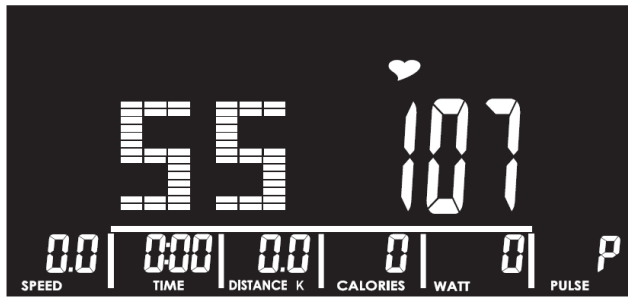 55 107
0.0 0:00 0.0 0 0 P
SPEED TIME DISTANCE K CALORIES WATT PULSE